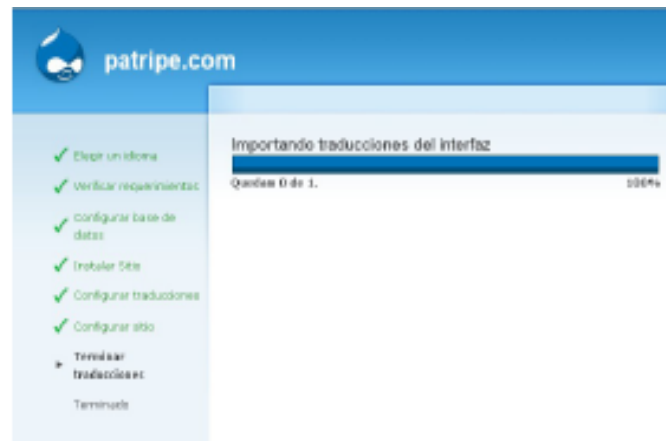 patripe.com
Elegir un idioma
Verificar requerimientos
Configurar base de
datos
Instalar Sitio
Configurar traducciones
Configurar sitio
Terminar
traducciones
Terminado
Importando traducciones del interfaz
Quedam 0 de 1.
100%